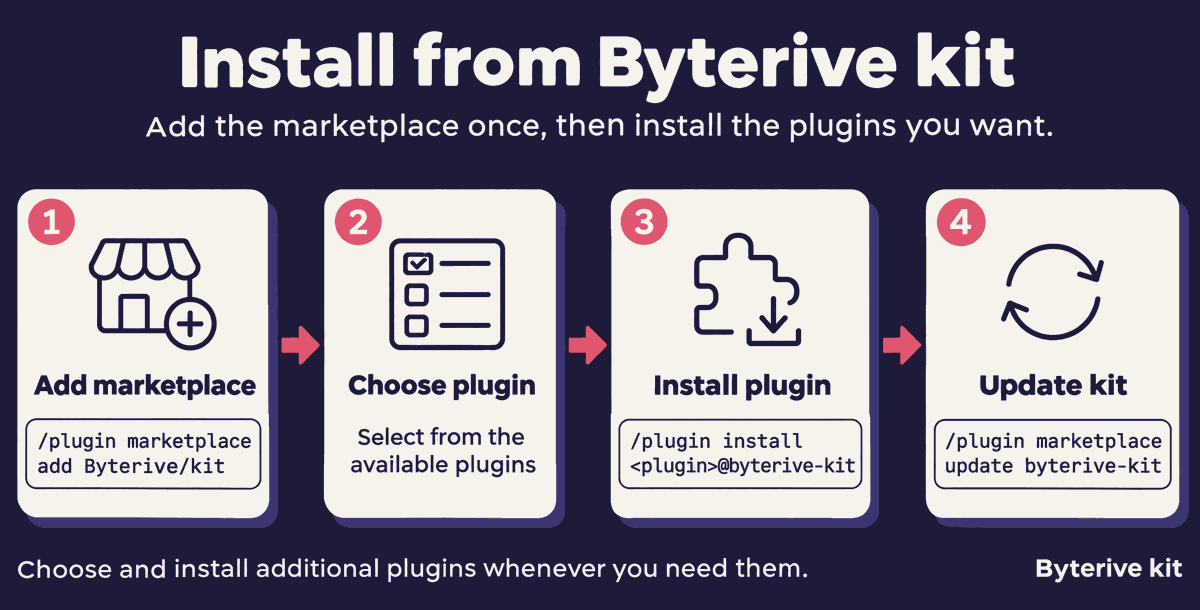 Install from Byterive kit
Add the marketplace once, then install the plugins you want.
1
Add marketplace
/plugin marketplace
add Byterive/kit
2
Choose plugin
Select from the
available plugins
3
Install plugin
/plugin install
<plugin>@byterive-kit
4
Update kit
/plugin marketplace
update byterive-kit
Choose and install additional plugins whenever you need them.
Byterive kit